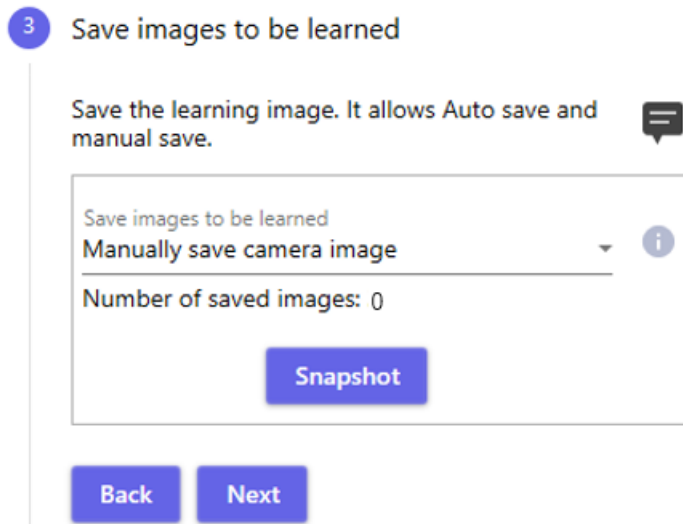 3 Save images to be learned
Save the learning image. It allows Auto save and
manual save.
Save images to be learned
Manually save camera image
Number of saved images: 0
Snapshot
Back Next